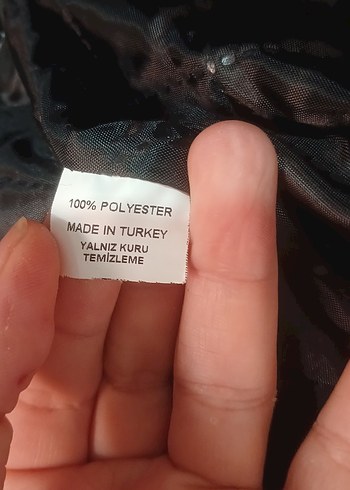 100% POLYESTER
MADE IN TURKEY
YALNIZ KURU
TEMİZLEME